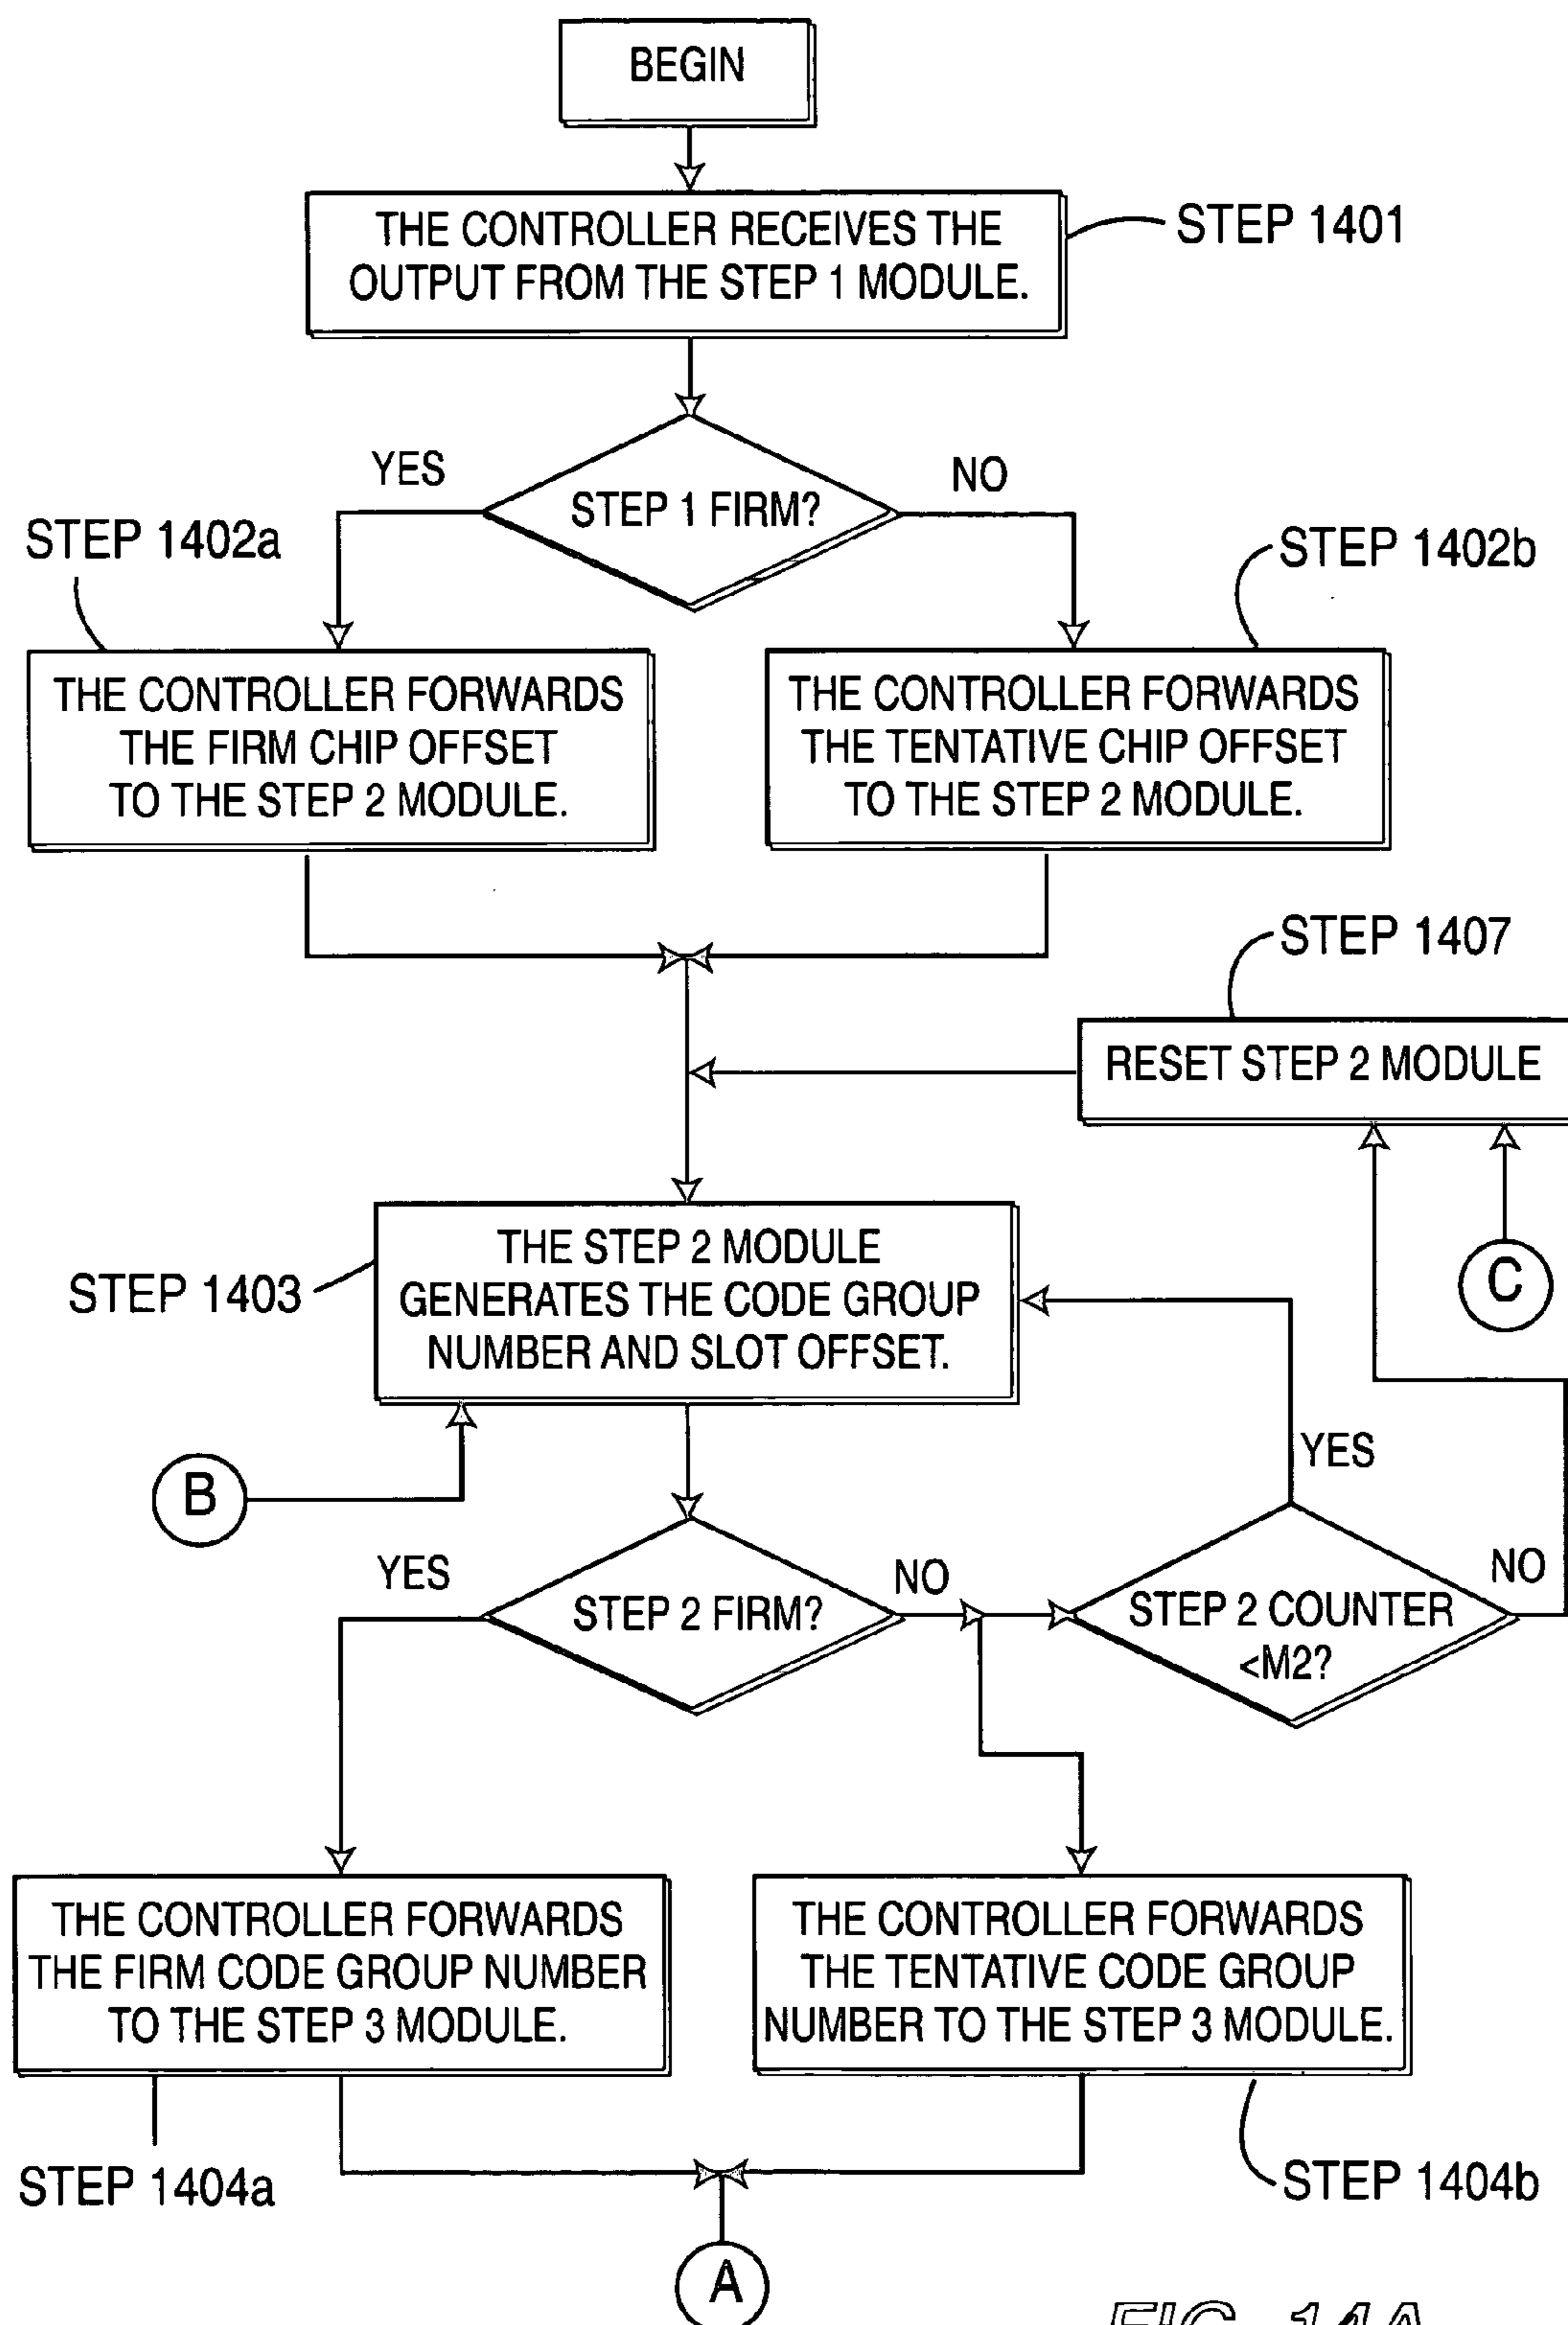 BEGIN
THE CONTROLLER RECEIVES THE
OUTPUT FROM THE STEP 1 MODULE.
STEP 1401
YES
STEP 1 FIRM?
NO
STEP 1402a
STEP 1402b
THE CONTROLLER FORWARDS
THE FIRM CHIP OFFSET
TO THE STEP 2 MODULE.
THE CONTROLLER FORWARDS
THE TENTATIVE CHIP OFFSET
TO THE STEP 2 MODULE.
STEP 1407
RESET STEP 2 MODULE
STEP 1403
THE STEP 2 MODULE
GENERATES THE CODE GROUP
NUMBER AND SLOT OFFSET.
C
B
YES
YES
STEP 2 FIRM?
NO
STEP 2 COUNTER
<M2?
NO
THE CONTROLLER FORWARDS
THE FIRM CODE GROUP NUMBER
TO THE STEP 3 MODULE.
THE CONTROLLER FORWARDS
THE TENTATIVE CODE GROUP
NUMBER TO THE STEP 3 MODULE.
STEP 1404a
STEP 1404b
A
FIG. 14A